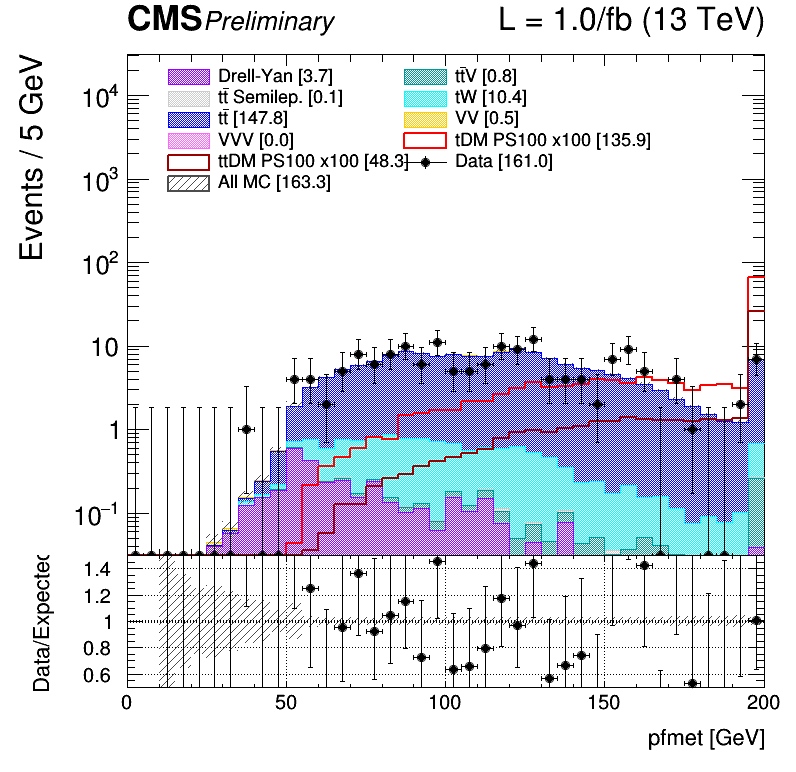 CMS Preliminary L = 1.0/fb (13 TeV)
Events / 5 GeV
Drell-Yan [3.7] tt̄V [0.8]
tt̄ Semilep. [0.1] tW [10.4]
tt̄ [147.8] VV [0.5]
VVV [0.0] tDM PS100 x100 [135.9]
ttDM PS100 x100 [48.3] Data [161.0]
All MC [163.3]
10⁴
10³
10²
10
1
10⁻¹
Data/Expected
1.4
1.2
1
0.8
0.6
0 50 100 150 200
pfmet [GeV]